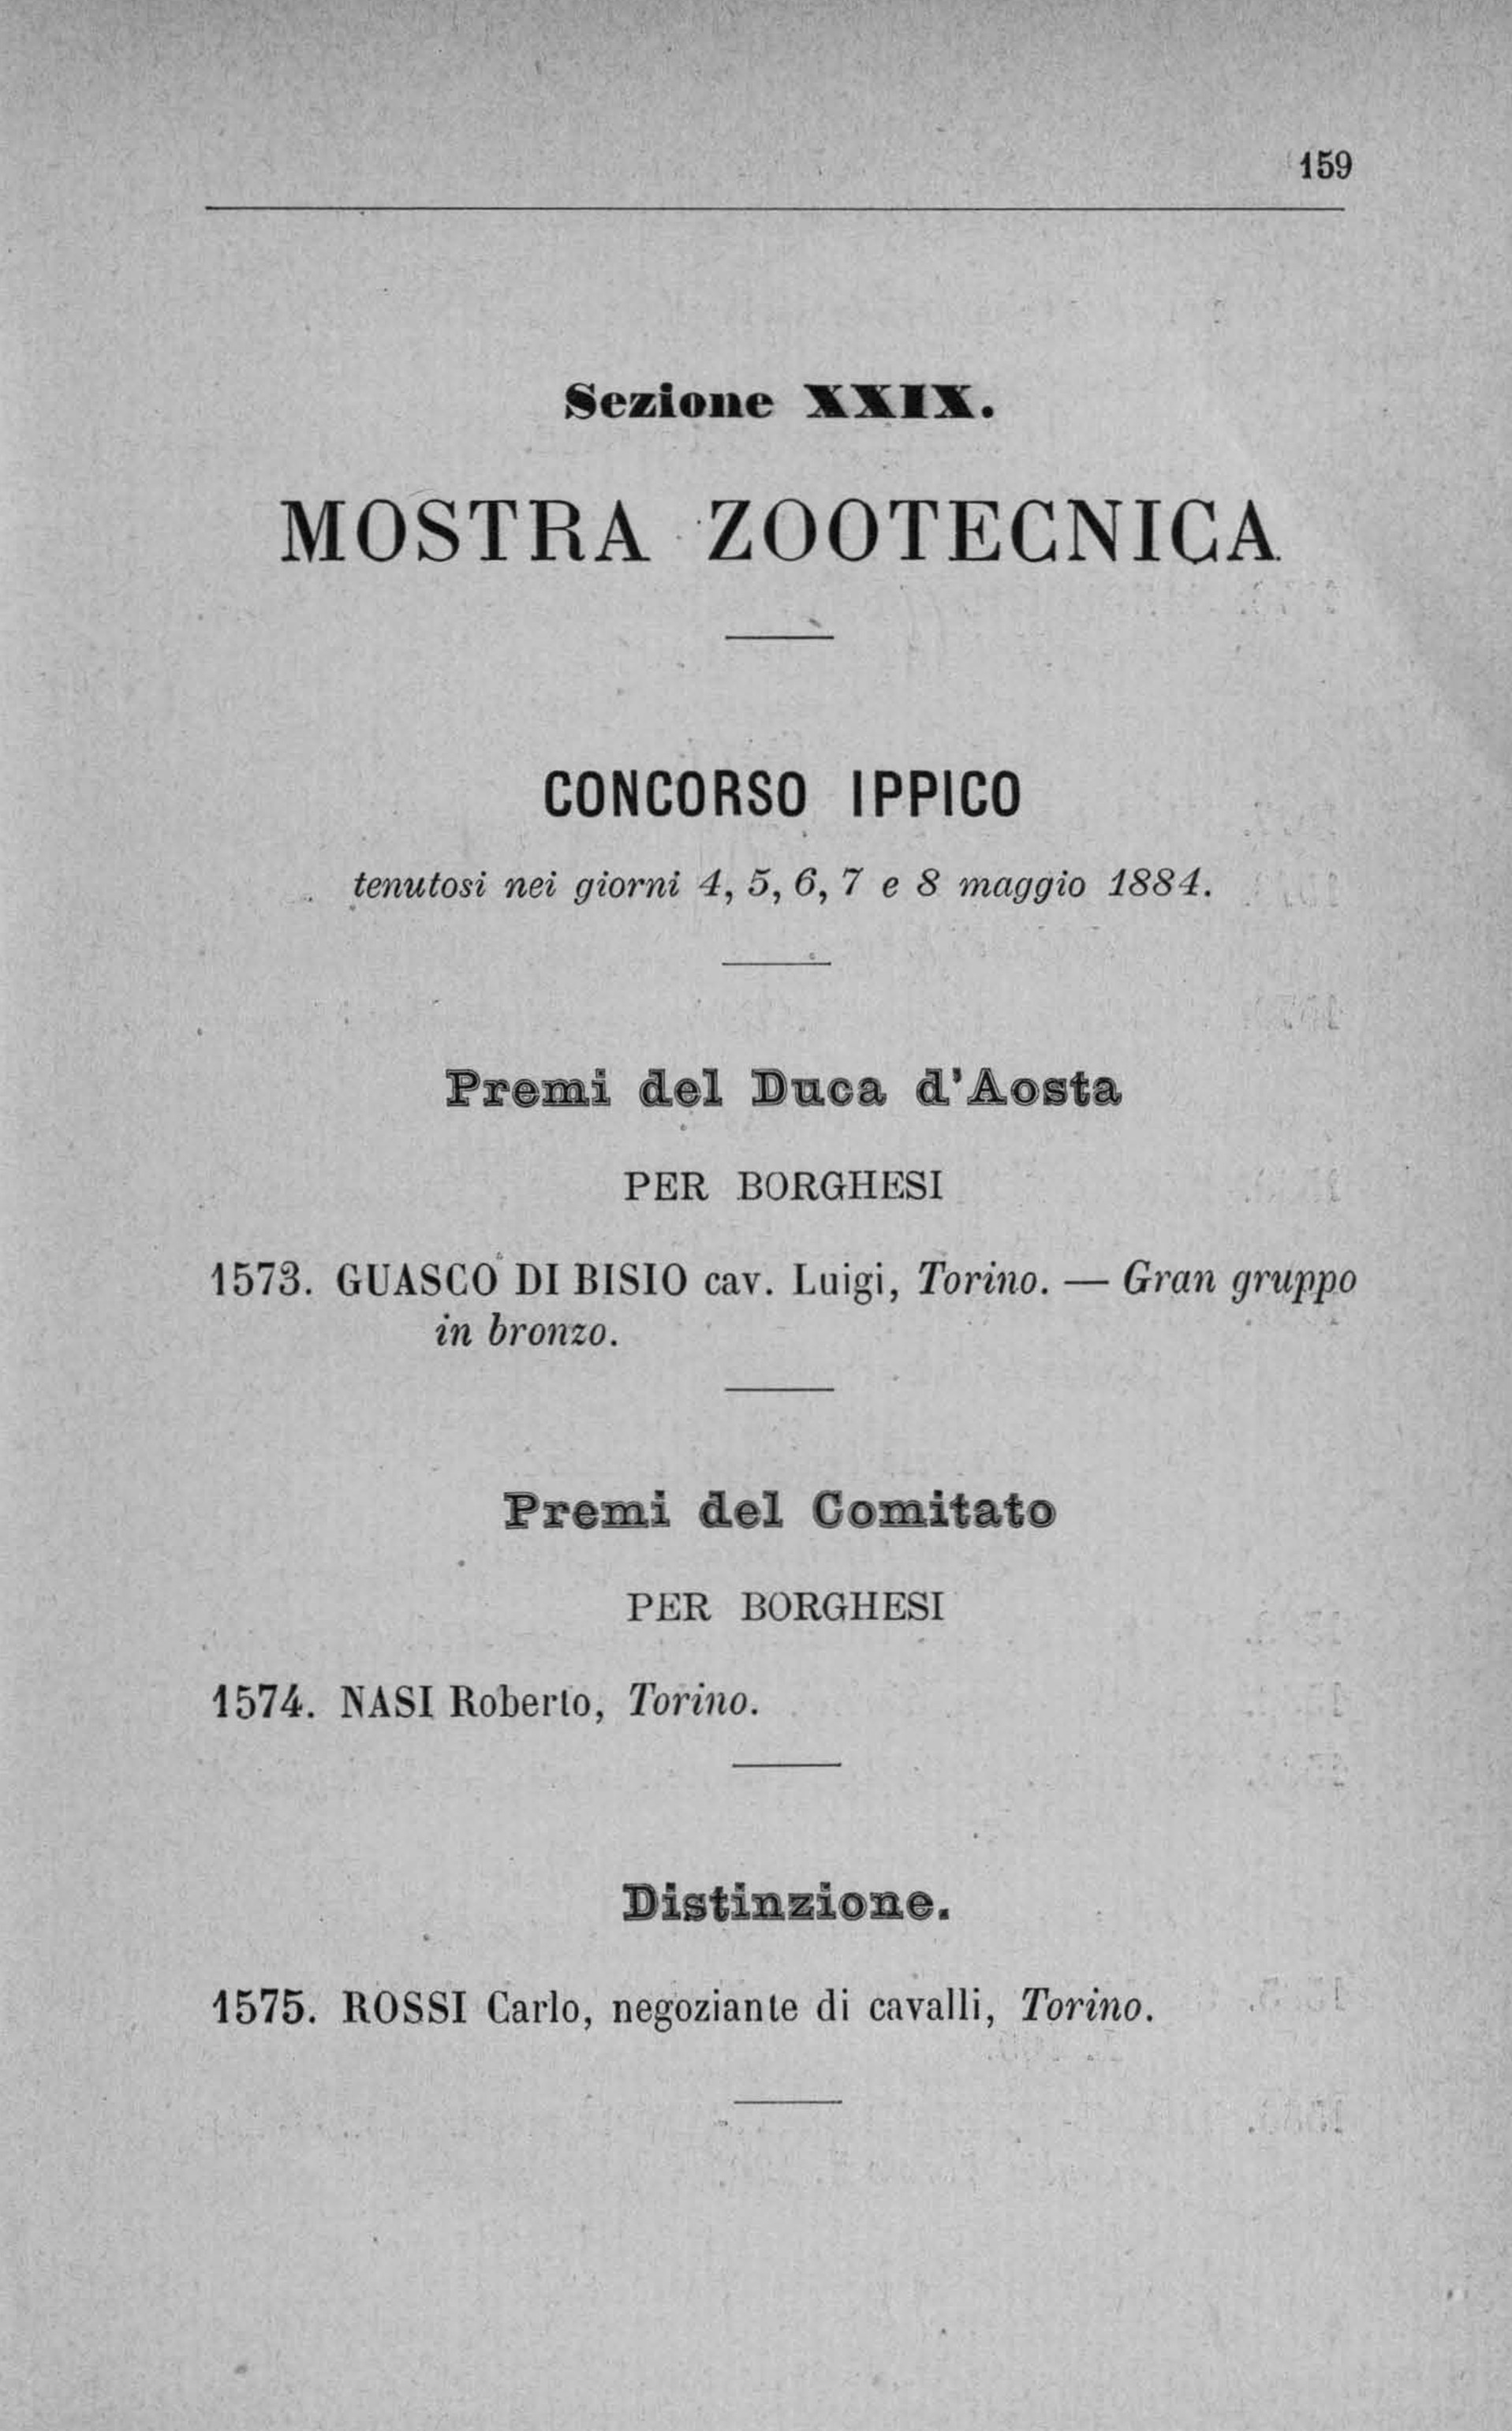 159
Sezione XXIX.
MOSTRA ZOOTECNICA
CONCORSO IPPICO
tenutosi nei giorni 4, 5, 6, 7 e 8 maggio 1884.
Premi del Duca d'Aosta
PER BORGHESI
1573. GUASCO DI BISIO cav. Luigi, Torino. — Gran gruppo
in bronzo.
Premi del Comitato
PER BORGHESI
1574. NASI Roberto, Torino.
Distinzione.
1575. ROSSI Carlo, negoziante di cavalli, Torino.